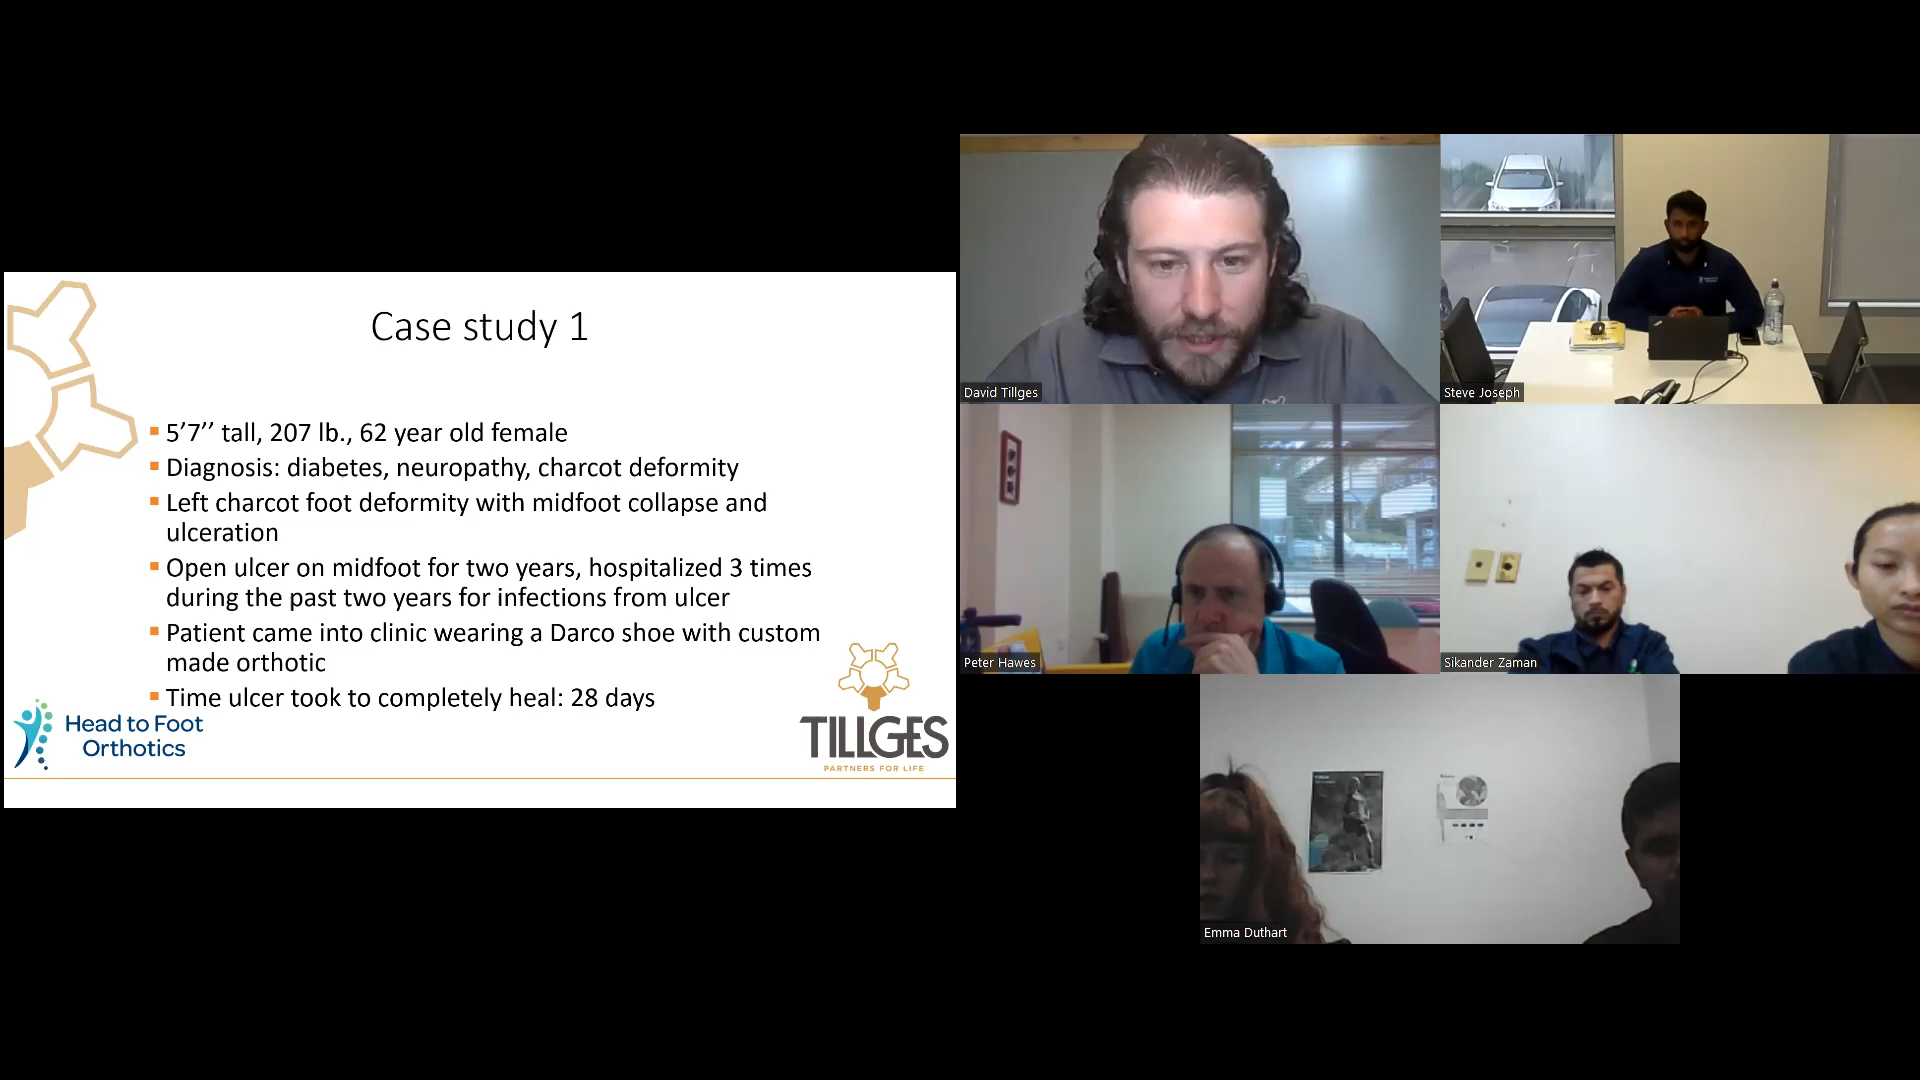 Case study 1
5’7’’ tall, 207 lb., 62 year old female
Diagnosis: diabetes, neuropathy, charcot deformity
Left charcot foot deformity with midfoot collapse and
ulceration
Open ulcer on midfoot for two years, hospitalized 3 times
during the past two years for infections from ulcer
Patient came into clinic wearing a Darco shoe with custom
made orthotic
Time ulcer took to completely heal: 28 days
Head to Foot
Orthotics
TILLGES
PARTNERS FOR LIFE
David Tillges
Steve Joseph
Peter Hawes
Sikander Zaman
Emma Duthart